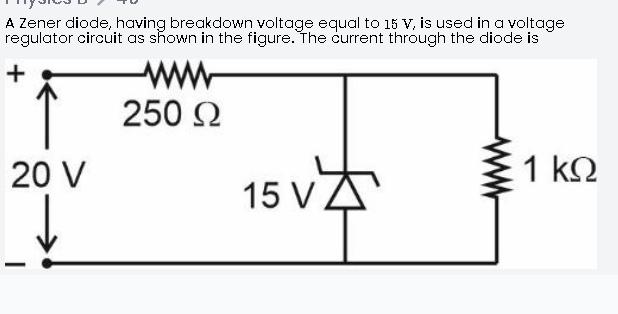 A Zener diode, having breakdown voltage equal to 15 V, is used in a voltage
regulator circuit as shown in the figure. The current through the diode is
+
250 Ω
20 V
15 V
1 kΩ
–